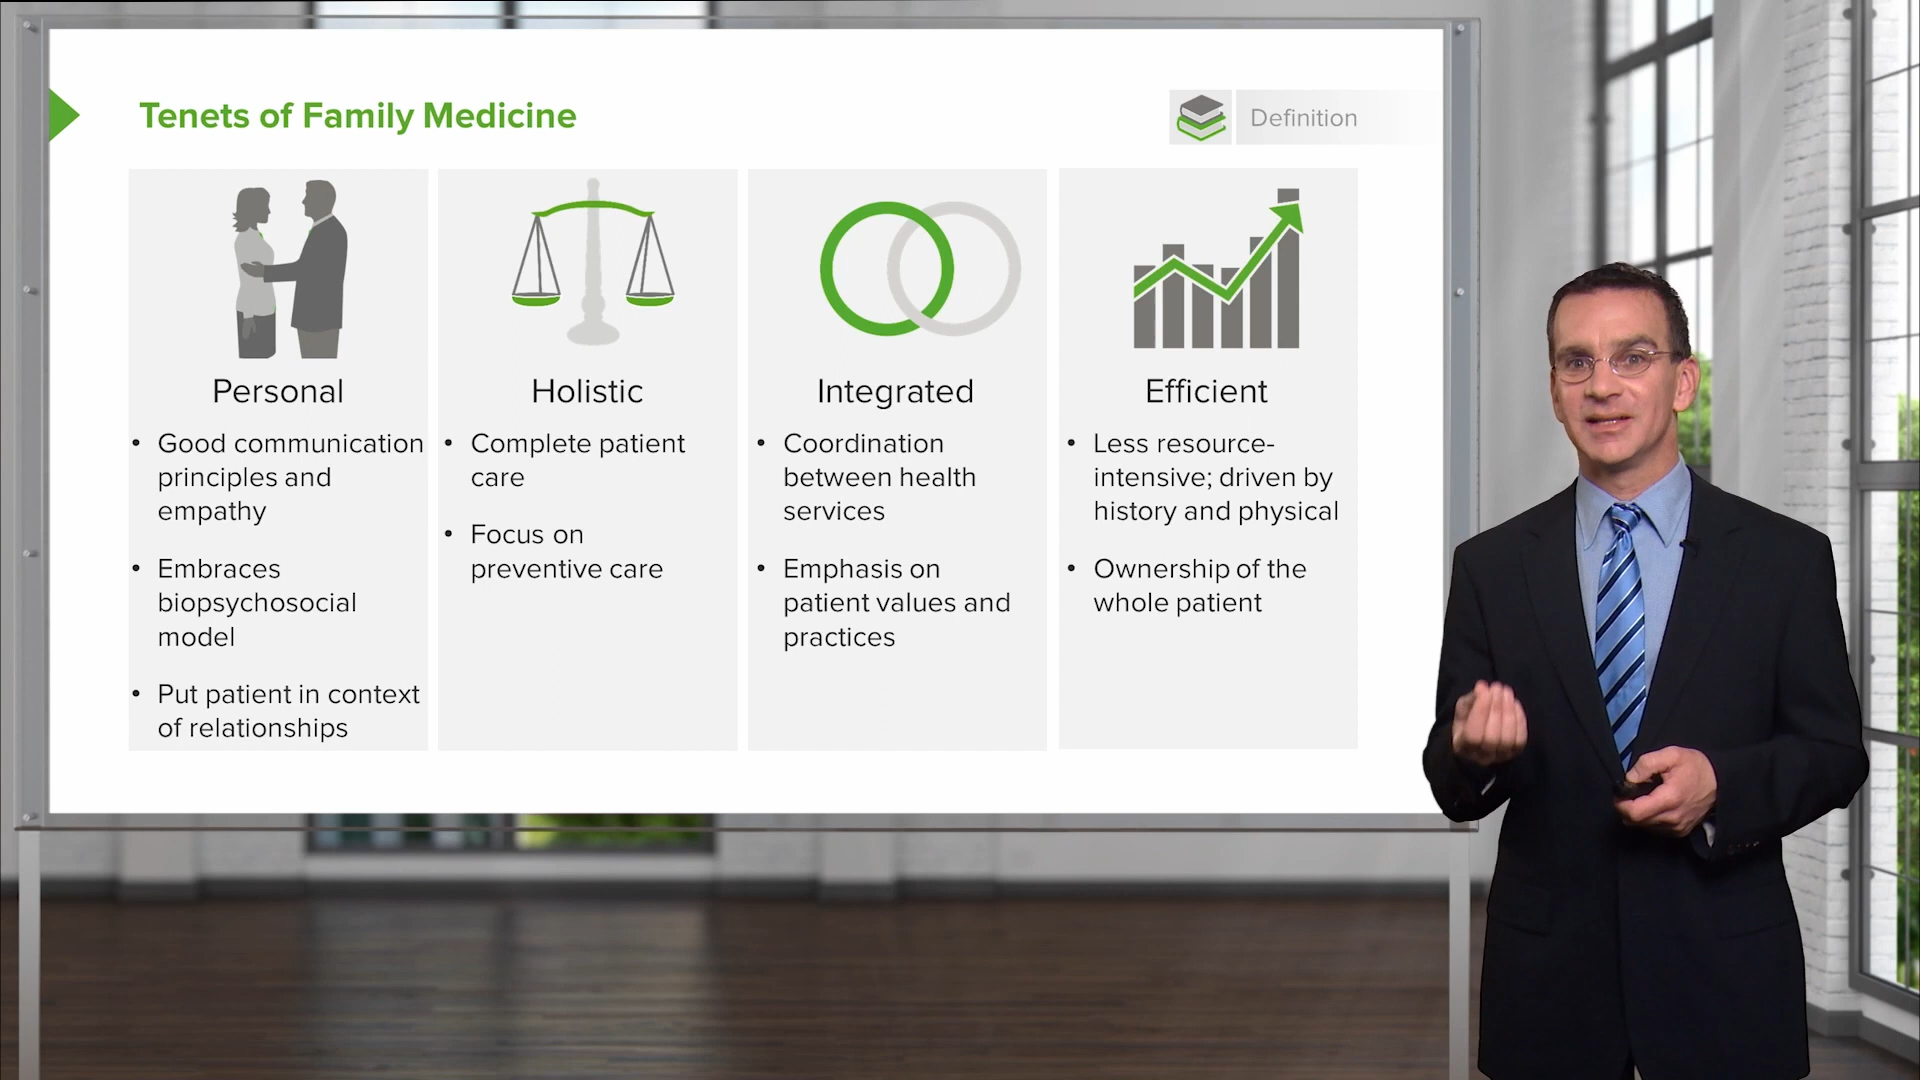 Tenets of Family Medicine
Definition
Personal
• Good communication
principles and
empathy
• Embraces
biopsychosocial
model
• Put patient in context
of relationships
Holistic
• Complete patient
care
• Focus on
preventive care
Integrated
• Coordination
between health
services
• Emphasis on
patient values and
practices
Efficient
• Less resource-
intensive; driven by
history and physical
• Ownership of the
whole patient